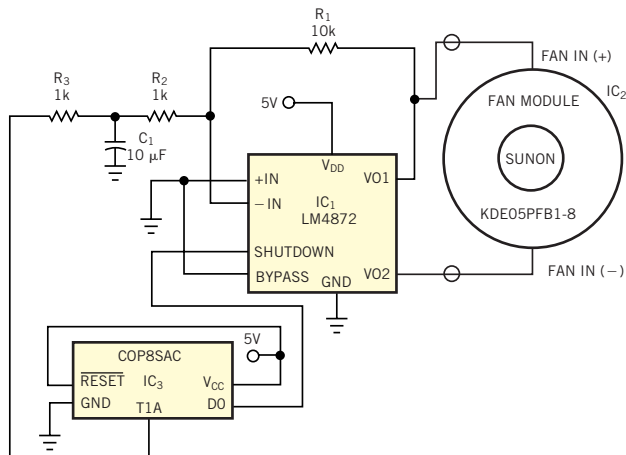 R1
10k
R3
1k
R2
1k
C1
10 µF
5V
VDD
+IN
−IN
IC1
LM4872
SHUTDOWN
BYPASS
GND
VO1
VO2
FAN IN (+)
IC2
FAN MODULE
SUNON
KDE05PFB1-8
FAN IN (−)
5V
COP8SAC
RESET
IC3
VCC
GND
T1A
DO